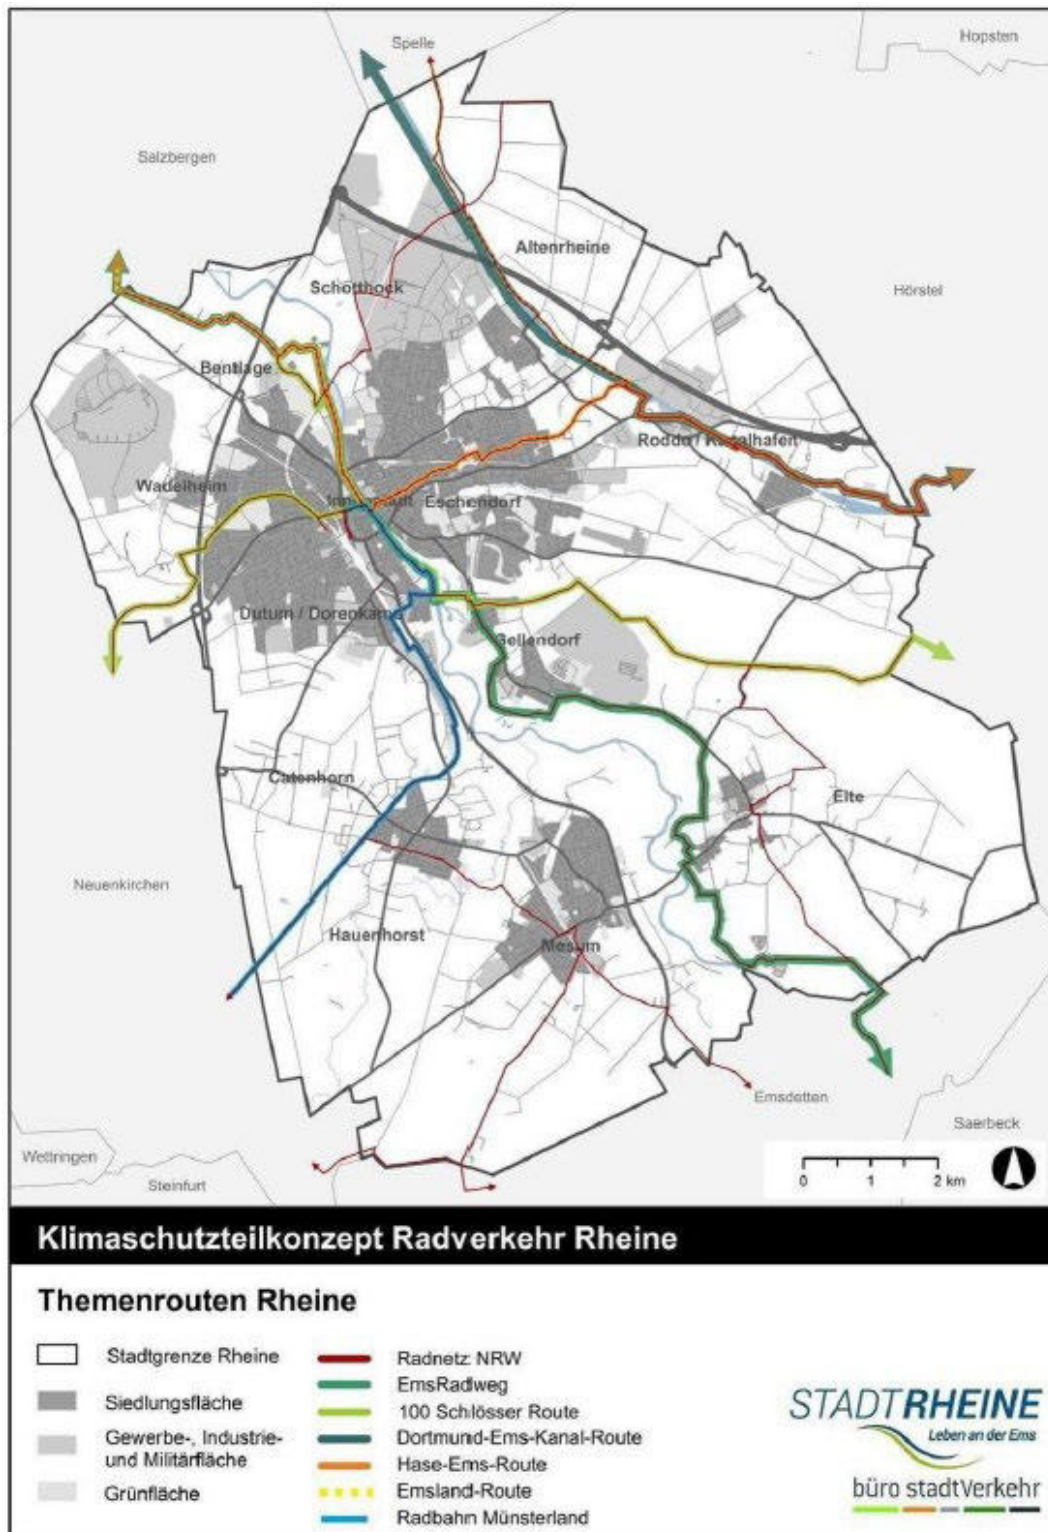 Spelle
Hopsten
Salzbergen
Altenrheine
Schotthock
Hörstel
Bentlage
Wadelheim
Eschendorf
Dutum / Dorenkamp
Gellendorf
Catenhorn
Elte
Neuenkirchen
Hauenhorst
Mesum
Emsdetten
Saerbeck
Wettringen
Steinfurt
0 1 2 km
Klimaschutzteilkonzept Radverkehr Rheine
Themenrouten Rheine
Stadtgrenze Rheine
Siedlungsfläche
Gewerbe-, Industrie-
und Militärfläche
Grünfläche
Radnetz NRW
EmsRadweg
100 Schlösser Route
Dortmund-Ems-Kanal-Route
Hase-Ems-Route
Emsland-Route
Radbahn Münsterland
STADTRHEINE
Leben an der Ems
büro stadtVerkehr